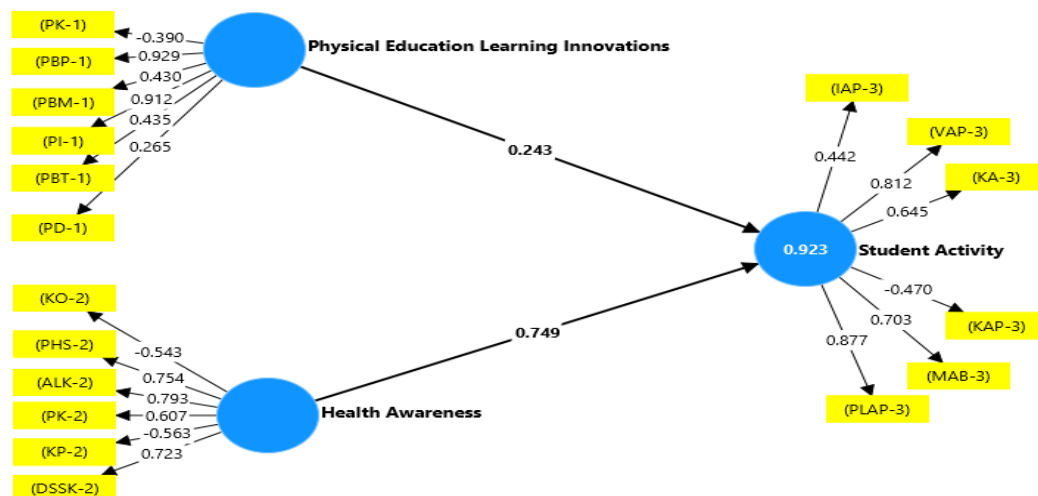 (PK-1)
-0.390
(PBP-1)
0.929
Physical Education Learning Innovations
0.430
(PBM-1)
0.912
0.435
(PI-1)
0.265
(PBT-1)
(PD-1)
0.243
(IAP-3)
(VAP-3)
0.442
0.812
(KA-3)
0.645
0.923
Student Activity
-0.470
0.703
(KAP-3)
0.877
(MAB-3)
(PLAP-3)
(KO-2)
0.749
(PHS-2)
-0.543
0.754
(ALK-2)
0.793
(PK-2)
0.607
Health Awareness
-0.563
(KP-2)
0.723
(DSSK-2)